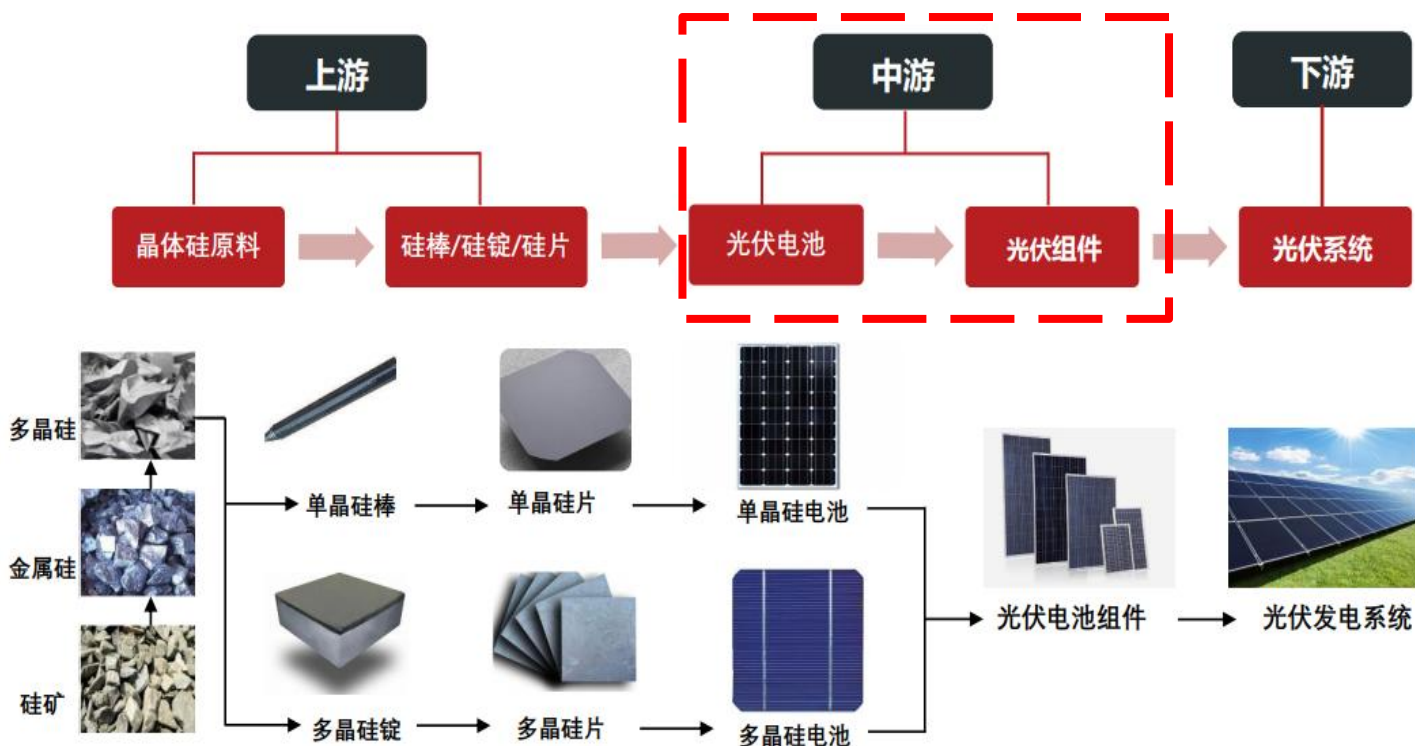 上游
中游
下游
晶体硅原料
硅棒/硅锭/硅片
光伏电池
光伏组件
光伏系统
多晶硅
单晶硅棒
单晶硅片
单晶硅电池
金属硅
光伏电池组件
光伏发电系统
硅矿
多晶硅锭
多晶硅片
多晶硅电池